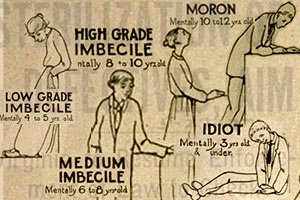 MORON
Mentally 10 to 12 yrs. old
HIGH GRADE
IMBECILE
ntally 8 to 10 yrs old
LOW GRADE
IMBECILE
Mentally 4 to 5 yrs. old
IDIOT
Mentally 3 yrs old
& under.
MEDIUM
IMBECILE
Mentally 6 to 8 yrs old